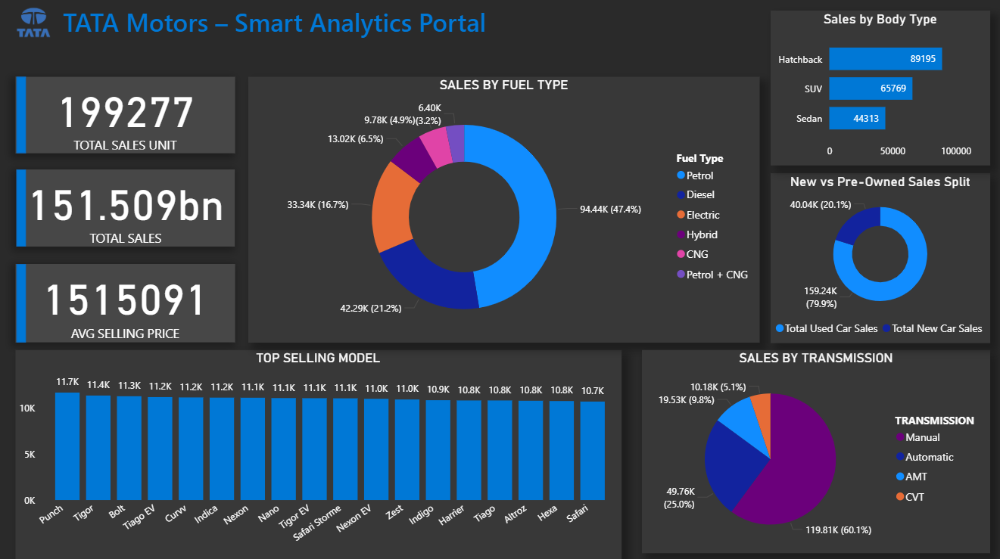 TATA
TATA Motors – Smart Analytics Portal
199277
TOTAL SALES UNIT
151.509bn
TOTAL SALES
1515091
AVG SELLING PRICE
SALES BY FUEL TYPE
6.40K
(3.2%)
9.78K (4.9%)
13.02K (6.5%)
33.34K (16.7%)
42.29K (21.2%)
94.44K (47.4%)
Fuel Type
Petrol
Diesel
Electric
Hybrid
CNG
Petrol + CNG
Sales by Body Type
Hatchback
89195
SUV
65769
Sedan
44313
0
50000
100000
New vs Pre-Owned Sales Split
40.04K (20.1%)
159.24K
(79.9%)
Total Used Car Sales
Total New Car Sales
TOP SELLING MODEL
11.7K
11.4K
11.3K
11.2K
11.2K
11.2K
11.1K
11.1K
11.1K
11.1K
11.0K
11.0K
10.9K
10.8K
10.8K
10.8K
10.8K
10.7K
10K
5K
0K
Punch
Tigor
Bolt
Tiago EV
Curvv
Indica
Nexon
Nano
Tigor EV
Safari Storme
Nexon EV
Zest
Indigo
Harrier
Tiago
Altroz
Hexa
Safari
SALES BY TRANSMISSION
10.18K (5.1%)
19.53K (9.8%)
49.76K
(25.0%)
119.81K (60.1%)
TRANSMISSION
Manual
Automatic
AMT
CVT